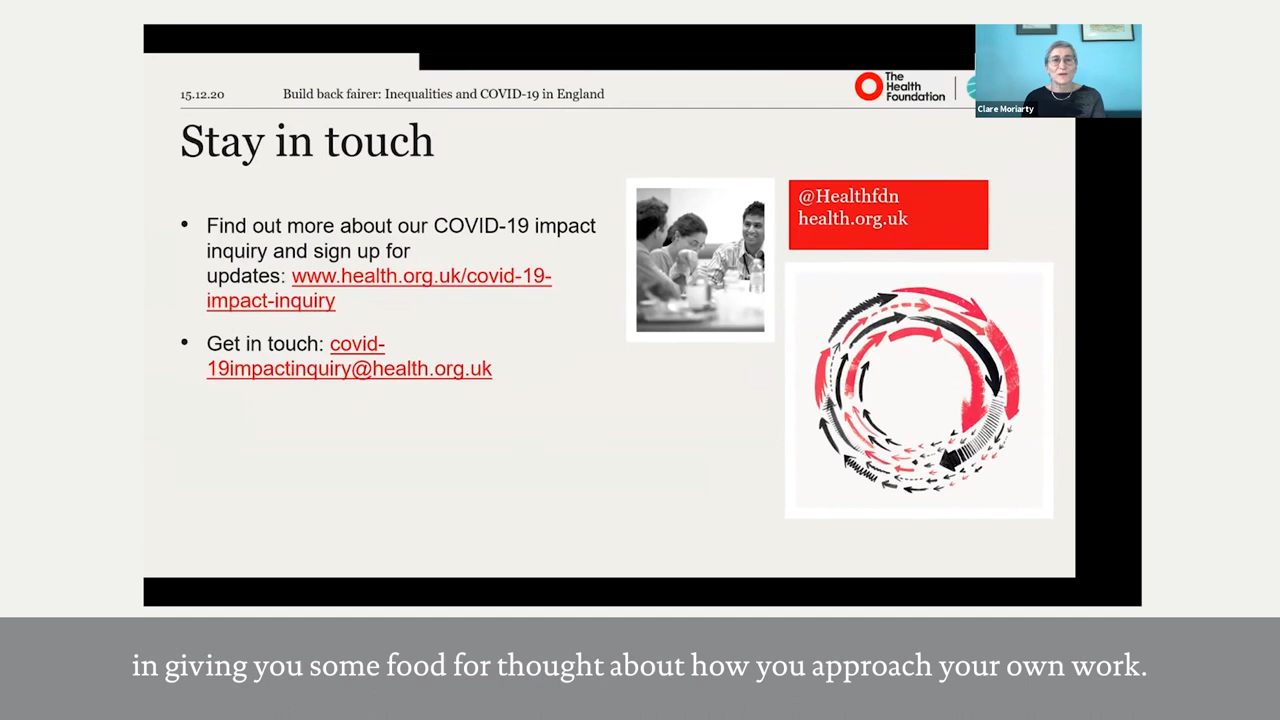 15.12.20
Build back fairer: Inequalities and COVID-19 in England
The
Health
Foundation
Clare Moriarty
Stay in touch
• Find out more about our COVID-19 impact
inquiry and sign up for
updates: www.health.org.uk/covid-19-
impact-inquiry
• Get in touch: covid-
19impactinquiry@health.org.uk
@Healthfdn
health.org.uk
in giving you some food for thought about how you approach your own work.